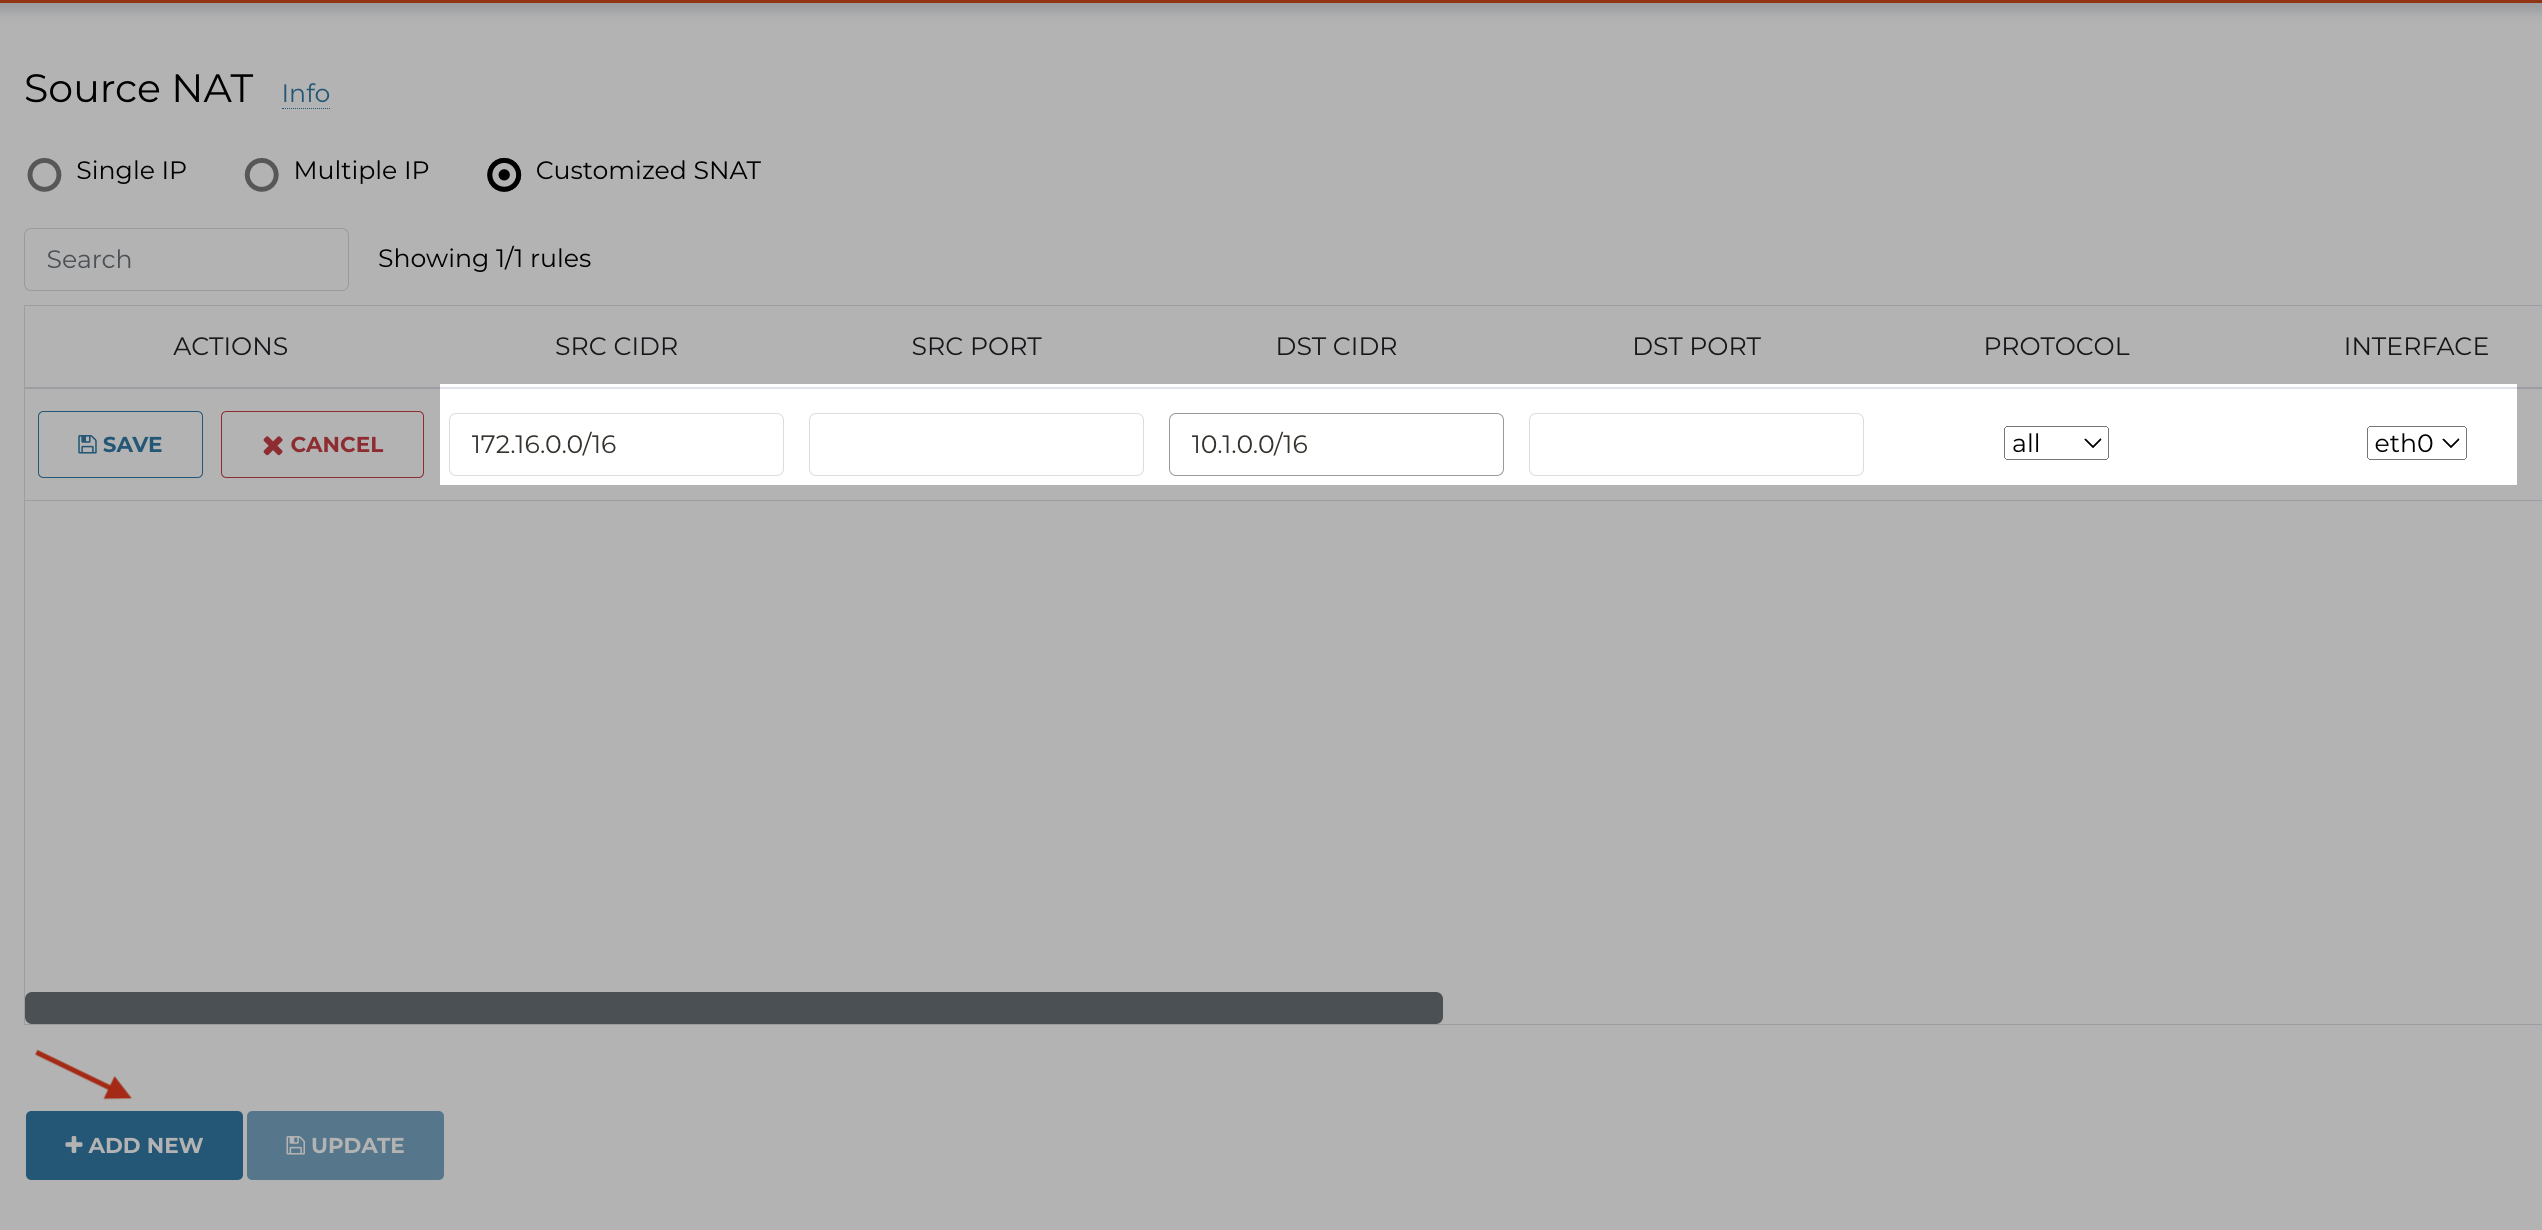 Source NAT Info
Single IP Multiple IP Customized SNAT
Search Showing 1/1 rules
ACTIONS SRC CIDR SRC PORT DST CIDR DST PORT PROTOCOL INTERFACE
SAVE CANCEL 172.16.0.0/16 10.1.0.0/16 all eth0
ADD NEW UPDATE